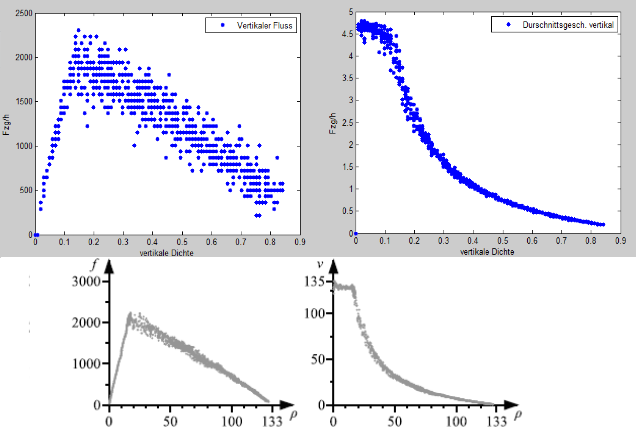 Vertikaler Fluss
2500
2000
1500
1000
500
0
Fzg/h
0 0.1 0.2 0.3 0.4 0.5 0.6 0.7 0.8 0.9
vertikale Dichte
Durschnittsgesch. vertikal
5
4.5
4
3.5
3
2.5
2
1.5
1
0.5
0
Fzg/h
0 0.1 0.2 0.3 0.4 0.5 0.6 0.7 0.8 0.9
vertikale Dichte
f
3000
2000
1000
0
0 50 100 133 ρ
v
135
100
50
0
0 50 100 133 ρ